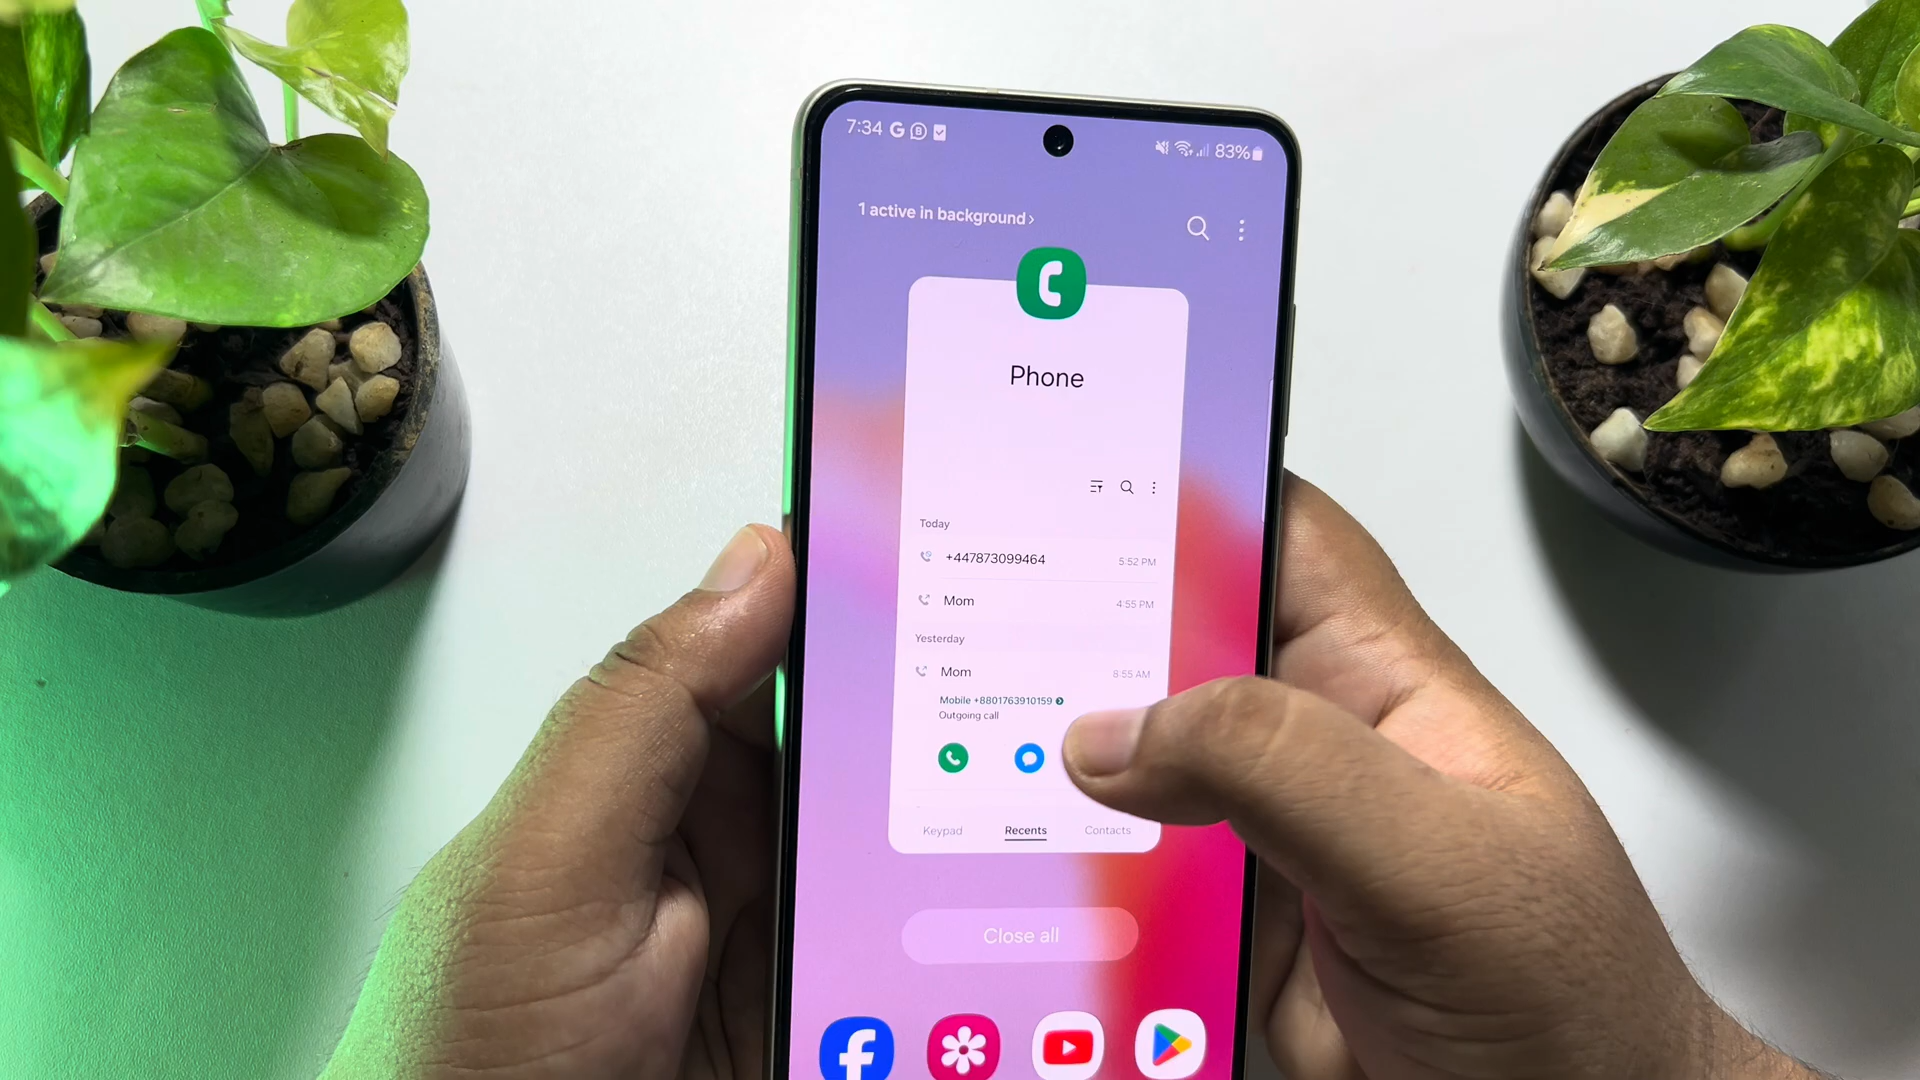 7:34 83%
1 active in background >
Phone
Today
+447873099464 5:52 PM
Mom 4:55 PM
Yesterday
Mom 8:55 AM
Mobile +8801763910159
Outgoing call
Keypad Recents Contacts
Close all